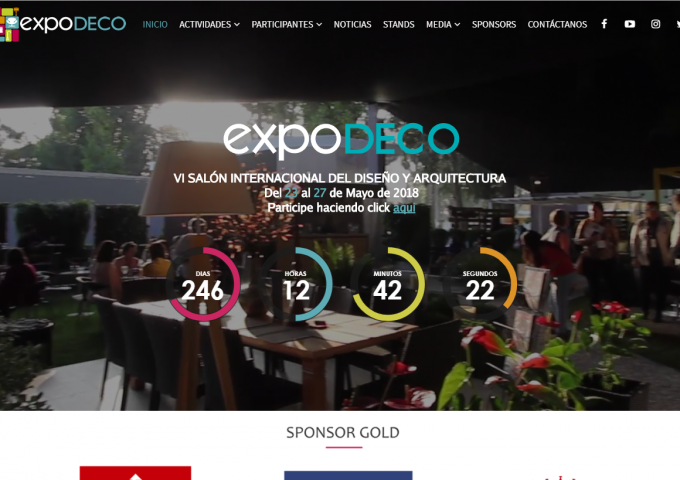 expoDECO
INICIO ACTIVIDADES PARTICIPANTES NOTICIAS STANDS MEDIA SPONSORS CONTÁCTANOS
expoDECO
VI SALÓN INTERNACIONAL DEL DISEÑO Y ARQUITECTURA
Del 23 al 27 de Mayo de 2018
Participe haciendo click aquí
DIAS HORAS MINUTOS SEGUNDOS
246 12 42 22
SPONSOR GOLD